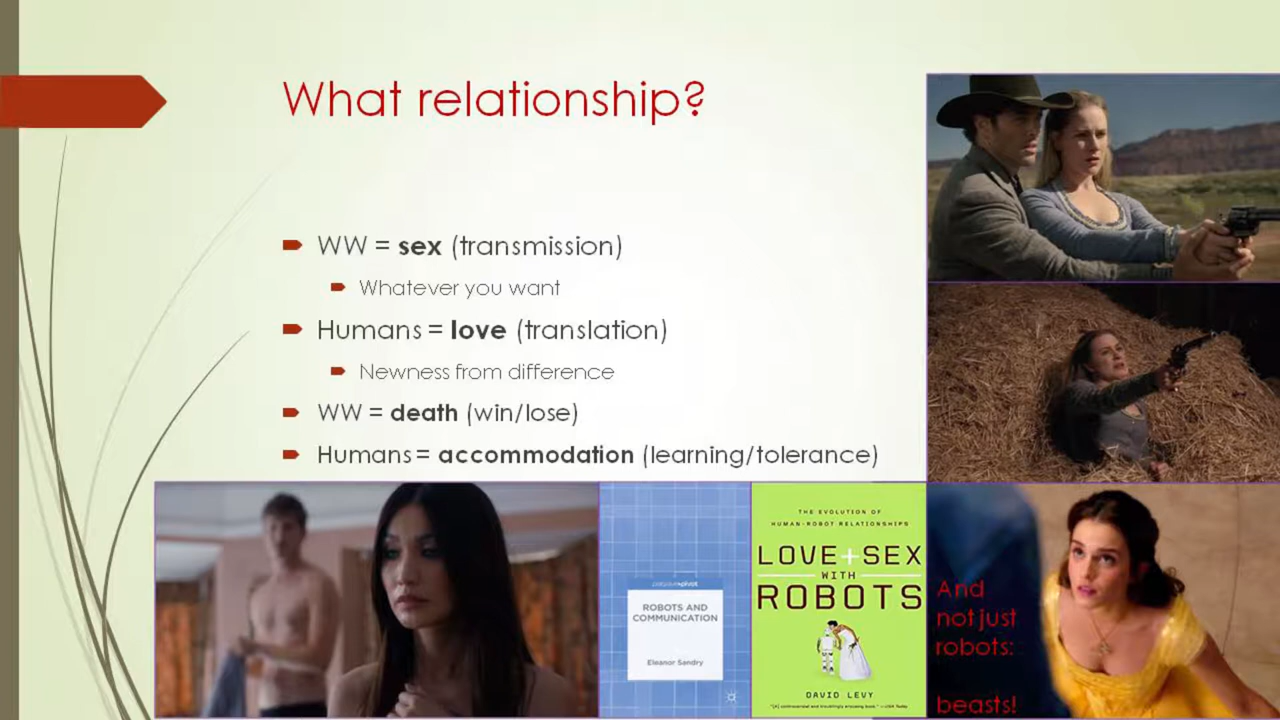 What relationship?
WW = sex (transmission)
Whatever you want
Humans = love (translation)
Newness from difference
WW = death (win/lose)
Humans = accommodation (learning/tolerance)
palgrave pivot
ROBOTS AND
COMMUNICATION
Eleanor Sandry
THE EVOLUTION OF
HUMAN-ROBOT RELATIONSHIPS
LOVE + SEX
WITH
ROBOTS
DAVID LEVY
And
not just
robots:
beasts!